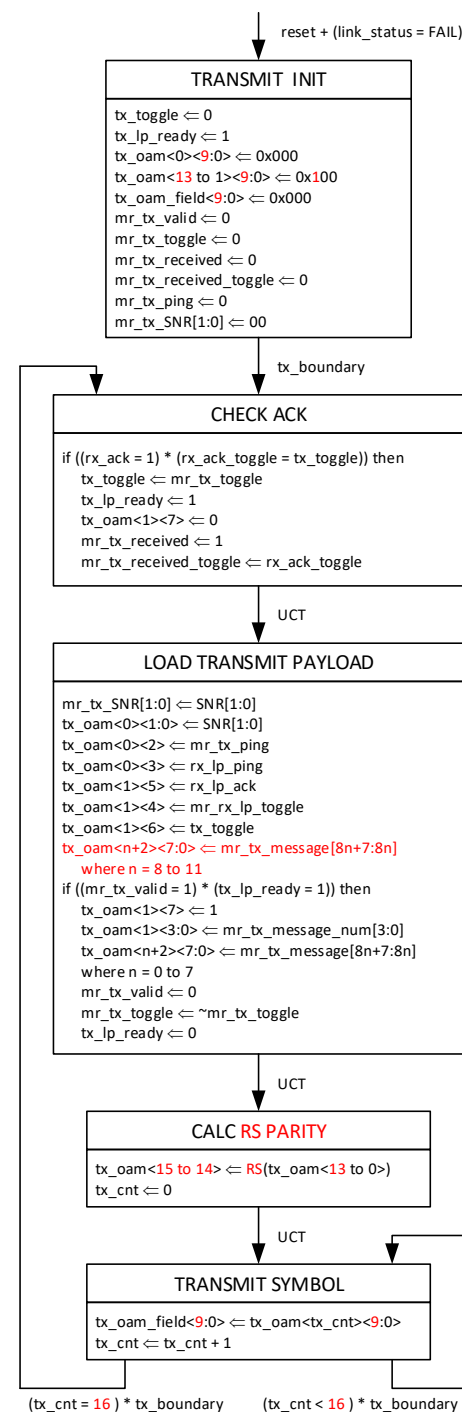 reset + (link_status = FAIL)
TRANSMIT INIT
tx_toggle ⇐ 0
tx_lp_ready ⇐ 1
tx_oam<0><9:0> ⇐ 0x000
tx_oam<13 to 1><9:0> ⇐ 0x100
tx_oam_field<9:0> ⇐ 0x000
mr_tx_valid ⇐ 0
mr_tx_toggle ⇐ 0
mr_tx_received ⇐ 0
mr_tx_received_toggle ⇐ 0
mr_tx_ping ⇐ 0
mr_tx_SNR[1:0] ⇐ 00
tx_boundary
CHECK ACK
if ((rx_ack = 1) * (rx_ack_toggle = tx_toggle)) then
tx_toggle ⇐ mr_tx_toggle
tx_lp_ready ⇐ 1
tx_oam<1><7> ⇐ 0
mr_tx_received ⇐ 1
mr_tx_received_toggle ⇐ rx_ack_toggle
UCT
LOAD TRANSMIT PAYLOAD
mr_tx_SNR[1:0] ⇐ SNR[1:0]
tx_oam<0><1:0> ⇐ SNR[1:0]
tx_oam<0><2> ⇐ mr_tx_ping
tx_oam<0><3> ⇐ rx_lp_ping
tx_oam<1><5> ⇐ rx_lp_ack
tx_oam<1><4> ⇐ mr_rx_lp_toggle
tx_oam<1><6> ⇐ tx_toggle
tx_oam<n+2><7:0> ⇐ mr_tx_message[8n+7:8n]
where n = 8 to 11
if ((mr_tx_valid = 1) * (tx_lp_ready = 1)) then
tx_oam<1><7> ⇐ 1
tx_oam<1><3:0> ⇐ mr_tx_message_num[3:0]
tx_oam<n+2><7:0> ⇐ mr_tx_message[8n+7:8n]
where n = 0 to 7
mr_tx_valid ⇐ 0
mr_tx_toggle ⇐ ~mr_tx_toggle
tx_lp_ready ⇐ 0
UCT
CALC RS PARITY
tx_oam<15 to 14> ⇐ RS(tx_oam<13 to 0>)
tx_cnt ⇐ 0
UCT
TRANSMIT SYMBOL
tx_oam_field<9:0> ⇐ tx_oam<tx_cnt><9:0>
tx_cnt ⇐ tx_cnt + 1
(tx_cnt = 16 ) * tx_boundary (tx_cnt < 16 ) * tx_boundary